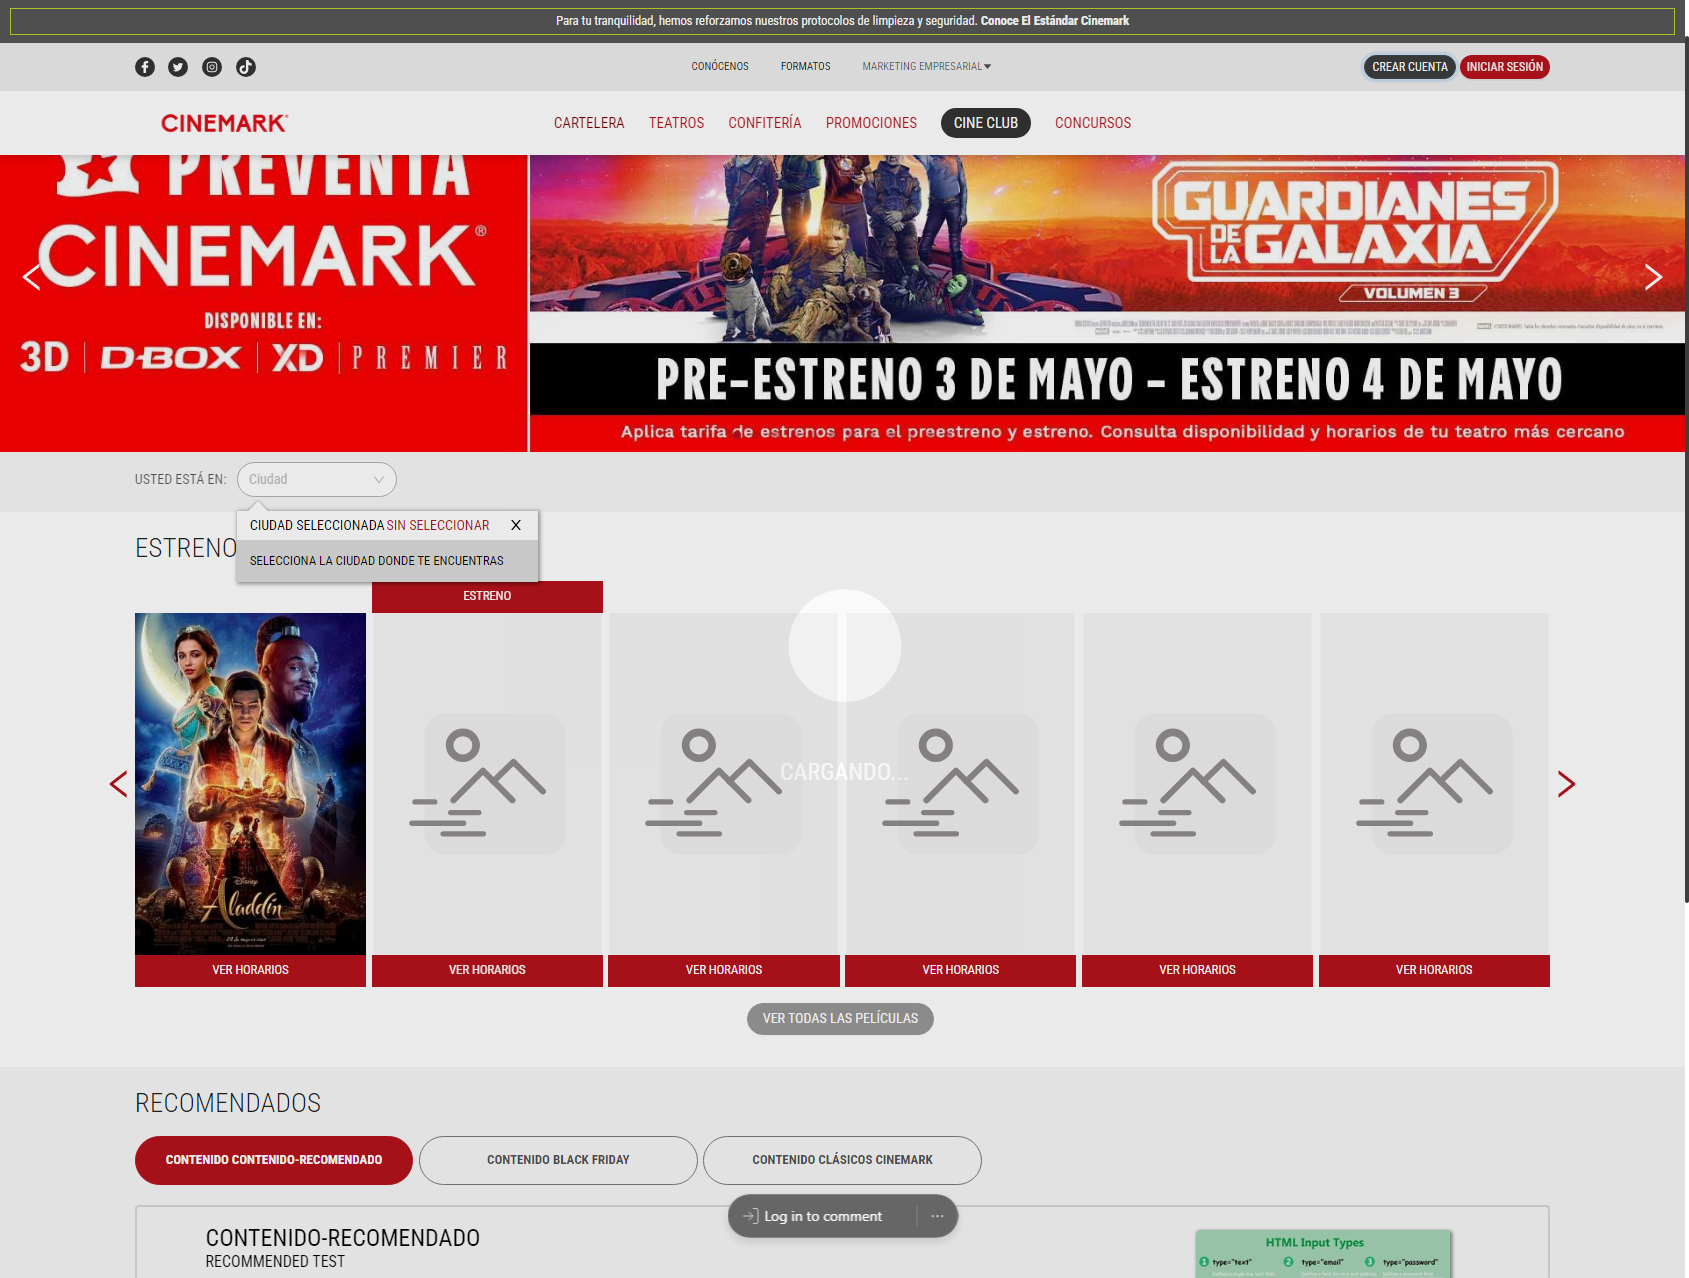 Para tu tranquilidad, hemos reforzamos nuestros protocolos de limpieza y seguridad. Conoce El Estándar Cinemark
CONÓCENOS FORMATOS MARKETING EMPRESARIAL
CREAR CUENTA INICIAR SESIÓN
CINEMARK
CARTELERA TEATROS CONFITERÍA PROMOCIONES CINE CLUB CONCURSOS
PREVENTA
CINEMARK®
DISPONIBLE EN:
3D D-BOX XD PREMIER
GUARDIANES
DE LA GALAXIA
VOLUMEN 3
PRE-ESTRENO 3 DE MAYO - ESTRENO 4 DE MAYO
Aplica tarifa de estrenos para el preestreno y estreno. Consulta disponibilidad y horarios de tu teatro más cercano
USTED ESTÁ EN: Ciudad
CIUDAD SELECCIONADA SIN SELECCIONAR X
SELECCIONA LA CIUDAD DONDE TE ENCUENTRAS
ESTRENO
ESTRENO
Disney
Aladdin
CARGANDO...
VER HORARIOS VER HORARIOS VER HORARIOS VER HORARIOS VER HORARIOS VER HORARIOS
VER TODAS LAS PELÍCULAS
RECOMENDADOS
CONTENIDO CONTENIDO-RECOMENDADO CONTENIDO BLACK FRIDAY CONTENIDO CLÁSICOS CINEMARK
Log in to comment
CONTENIDO-RECOMENDADO
RECOMMENDED TEST
HTML Input Types
1 type="text" 2 type="email" 3 type="password"